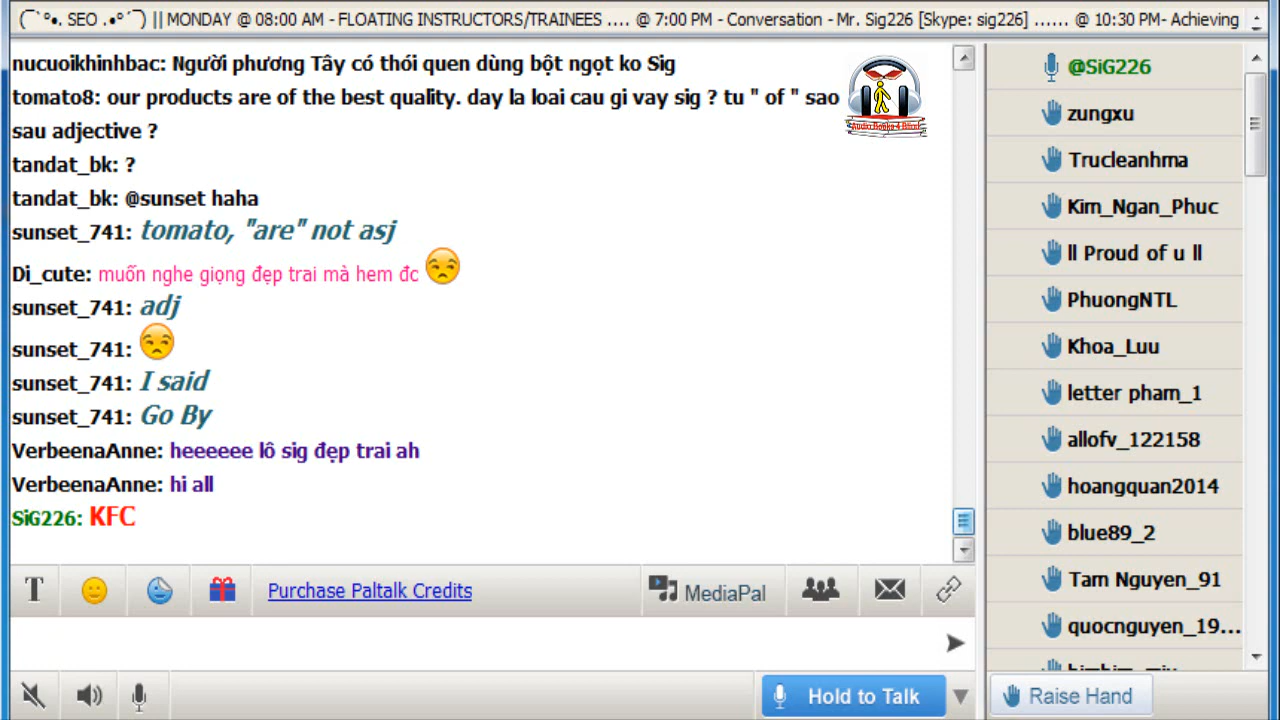 (¯`°•. SEO .•°´¯) || MONDAY @ 08:00 AM - FLOATING INSTRUCTORS/TRAINEES .... @ 7:00 PM - Conversation - Mr. Sig226 [Skype: sig226] ...... @ 10:30 PM- Achieving
nucuoikhinhbac: Người phương Tây có thói quen dùng bột ngọt ko Sig
tomato8: our products are of the best quality. day la loai cau gi vay sig ? tu " of " sao
sau adjective ?
tandat_bk: ?
tandat_bk: @sunset haha
sunset_741: tomato, "are" not asj
Di_cute: muốn nghe giọng đẹp trai mà hem đc
sunset_741: adj
sunset_741:
sunset_741: I said
sunset_741: Go By
VerbeenaAnne: heeeeee lô sig đẹp trai ah
VerbeenaAnne: hi all
SiG226: KFC
Audio Books 4 Blind
T
Purchase Paltalk Credits
MediaPal
Hold to Talk
@SiG226
zungxu
Trucleanhma
Kim_Ngan_Phuc
ll Proud of u ll
PhuongNTL
Khoa_Luu
letter pham_1
allofv_122158
hoangquan2014
blue89_2
Tam Nguyen_91
quocnguyen_19...
Raise Hand